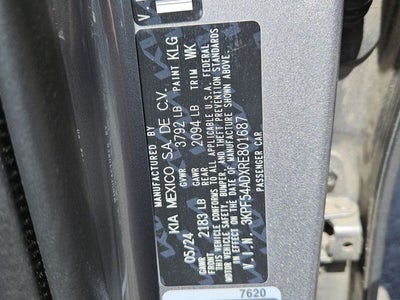 MANUFACTURED BY
KIA MEXICO S.A. DE C.V.
05/24 GVWR 3792 LB PAINT KLG
GAWR FRONT 2183 LB GAWR REAR 2094 LB TRIM WK
THIS VEHICLE CONFORMS TO ALL APPLICABLE U.S.A. FEDERAL
MOTOR VEHICLE SAFETY, BUMPER, AND THEFT PREVENTION STANDARDS
IN EFFECT ON THE DATE OF MANUFACTURE SHOWN ABOVE.
V.I.N. 3KPF54ADXRE801687
PASSENGER CAR
7620